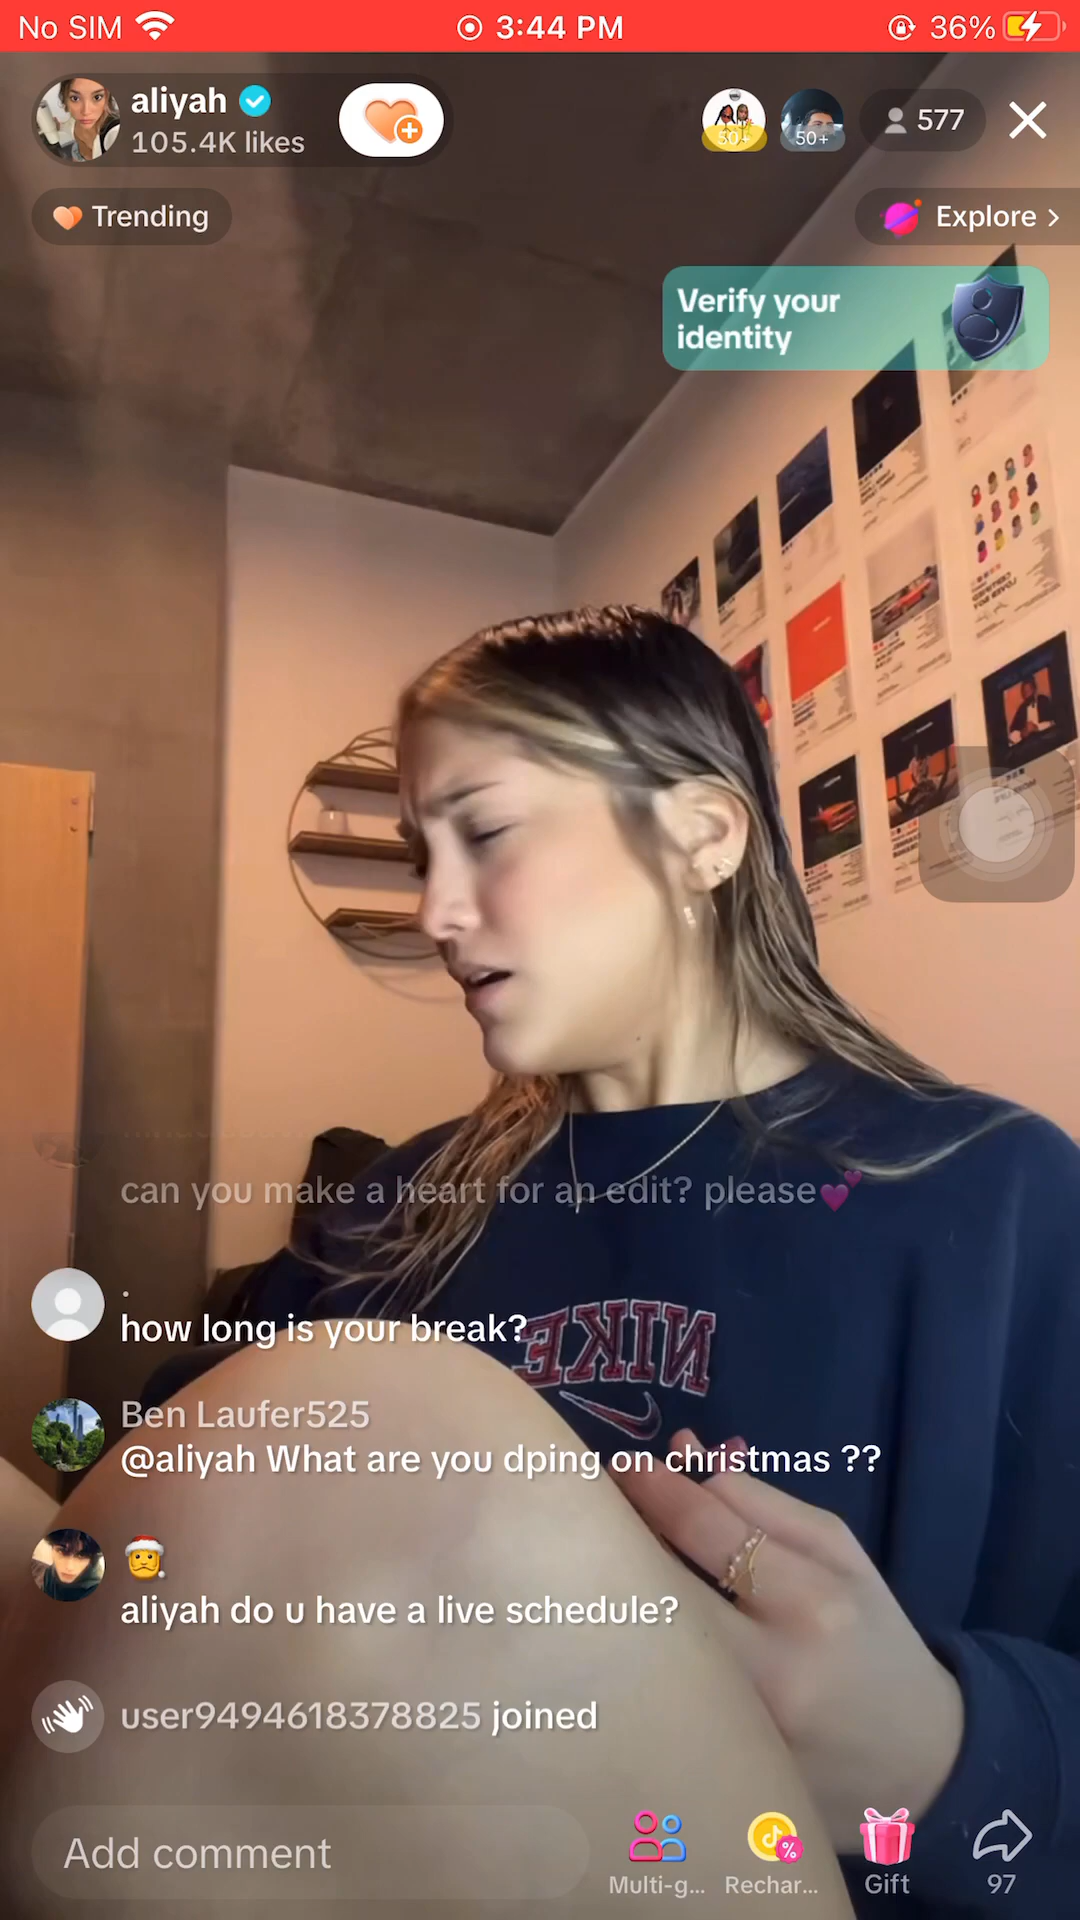 No SIM
3:44 PM
36%
aliyah
105.4K likes
50+
50+
577
Trending
Explore >
Verify your
identity
can you make a heart for an edit? please💕
.
how long is your break?
NIKE
Ben Laufer525
@aliyah What are you dping on christmas ??
🎅
aliyah do u have a live schedule?
user9494618378825 joined
Add comment
Multi-g...
Rechar...
Gift
97